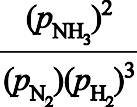 (p_NH₃)²
(p_N₂)(p_H₂)³